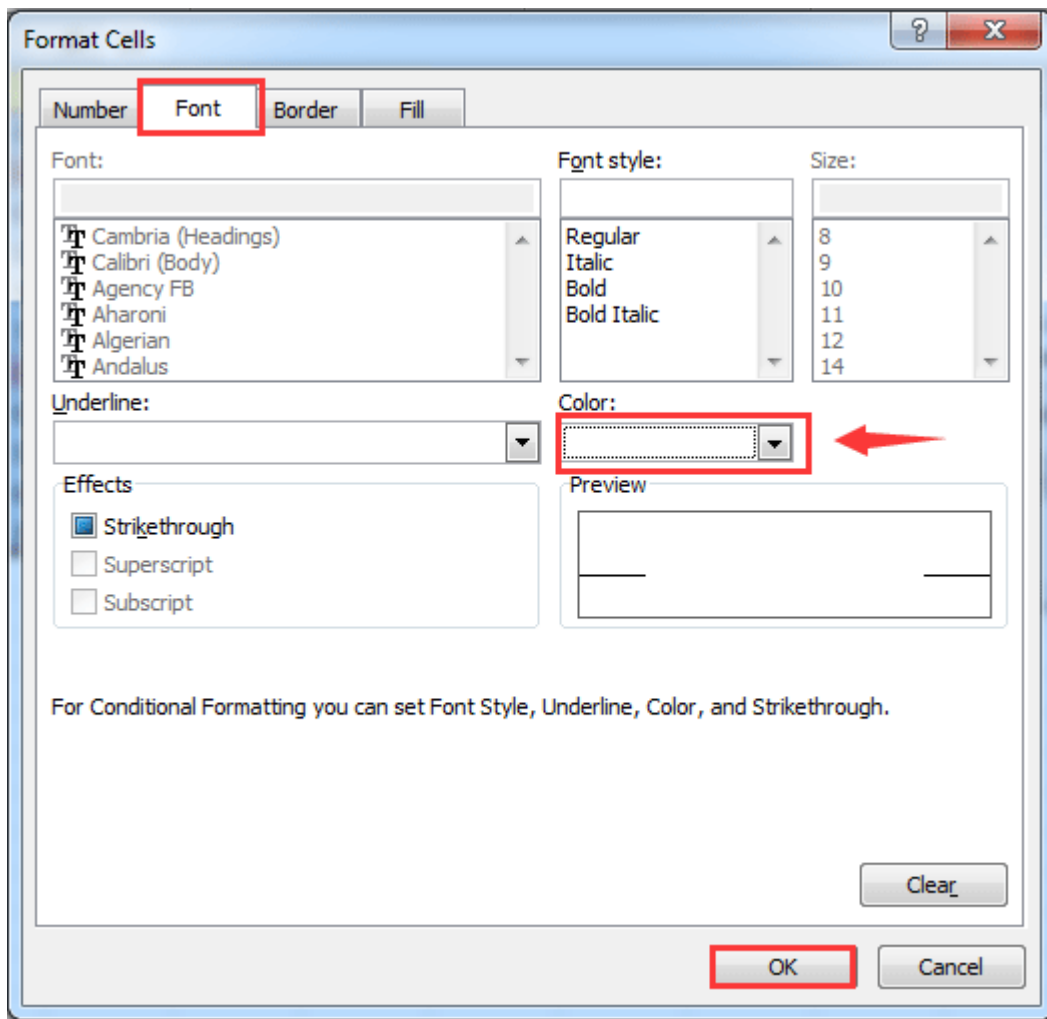 Format Cells
Number Font Border Fill
Font: Font style: Size:
Cambria (Headings) Regular 8
Calibri (Body) Italic 9
Agency FB Bold 10
Aharoni Bold Italic 11
Algerian 12
Andalus 14
Underline: Color:
Effects Preview
Strikethrough
Superscript
Subscript
For Conditional Formatting you can set Font Style, Underline, Color, and Strikethrough.
Clear
OK Cancel